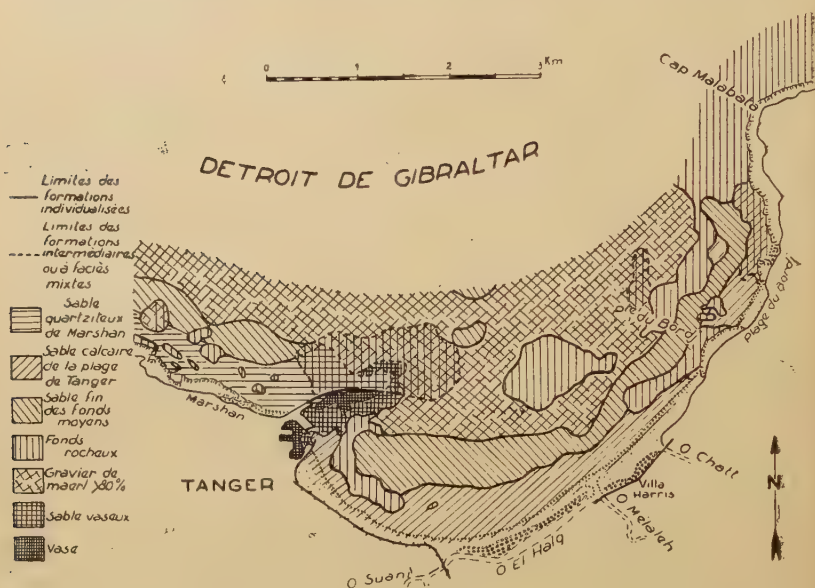 0 1 2 3 Km
Cap Malabata
DETROIT DE GIBRALTAR
Limites des
formations
individualisées
Limites des
formations
intermédiaires
ou à faciès
mixtes
Sable
quartziteux
de Marshan
Sable calcaire
de la plage
de Tanger
Sable fin
des fonds
moyens
Fonds
rocheux
Gravier de
maerl >80%
Sable vaseux
Vase
Marshan
TANGER
Plage du Bordj
O Chatt
Villa
Harris
O Mélaleh
O El Halq
O Suani
N